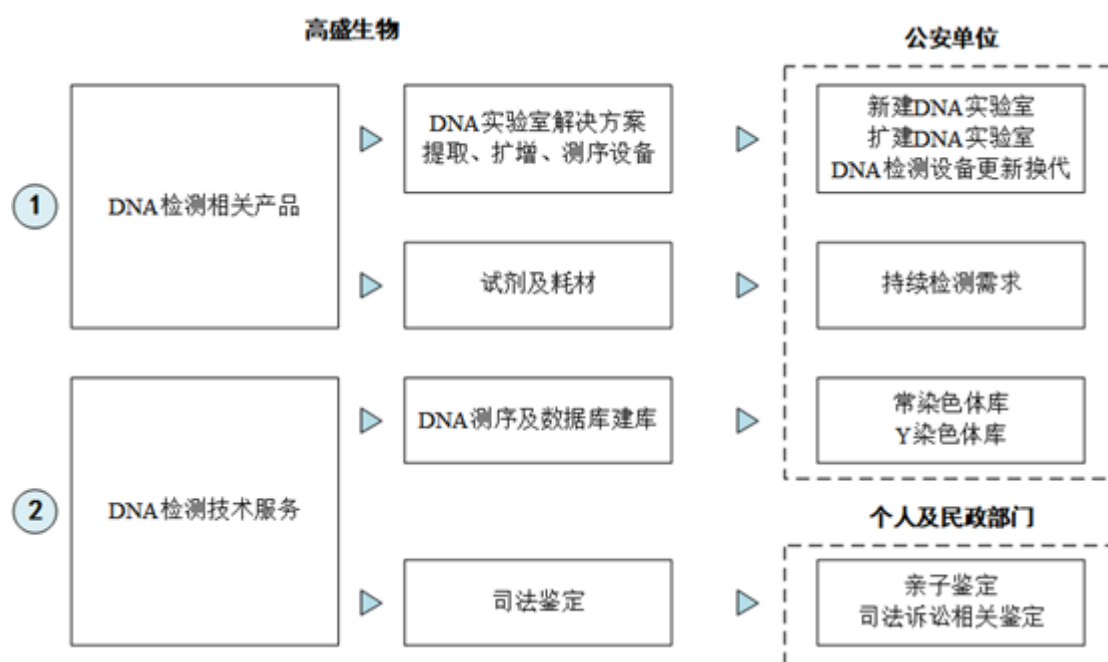 高盛生物
公安单位
1
DNA检测相关产品
DNA实验室解决方案
提取、扩增、测序设备
新建DNA实验室
扩建DNA实验室
DNA检测设备更新换代
试剂及耗材
持续检测需求
2
DNA检测技术服务
DNA测序及数据库建库
常染色体库
Y染色体库
个人及民政部门
司法鉴定
亲子鉴定
司法诉讼相关鉴定